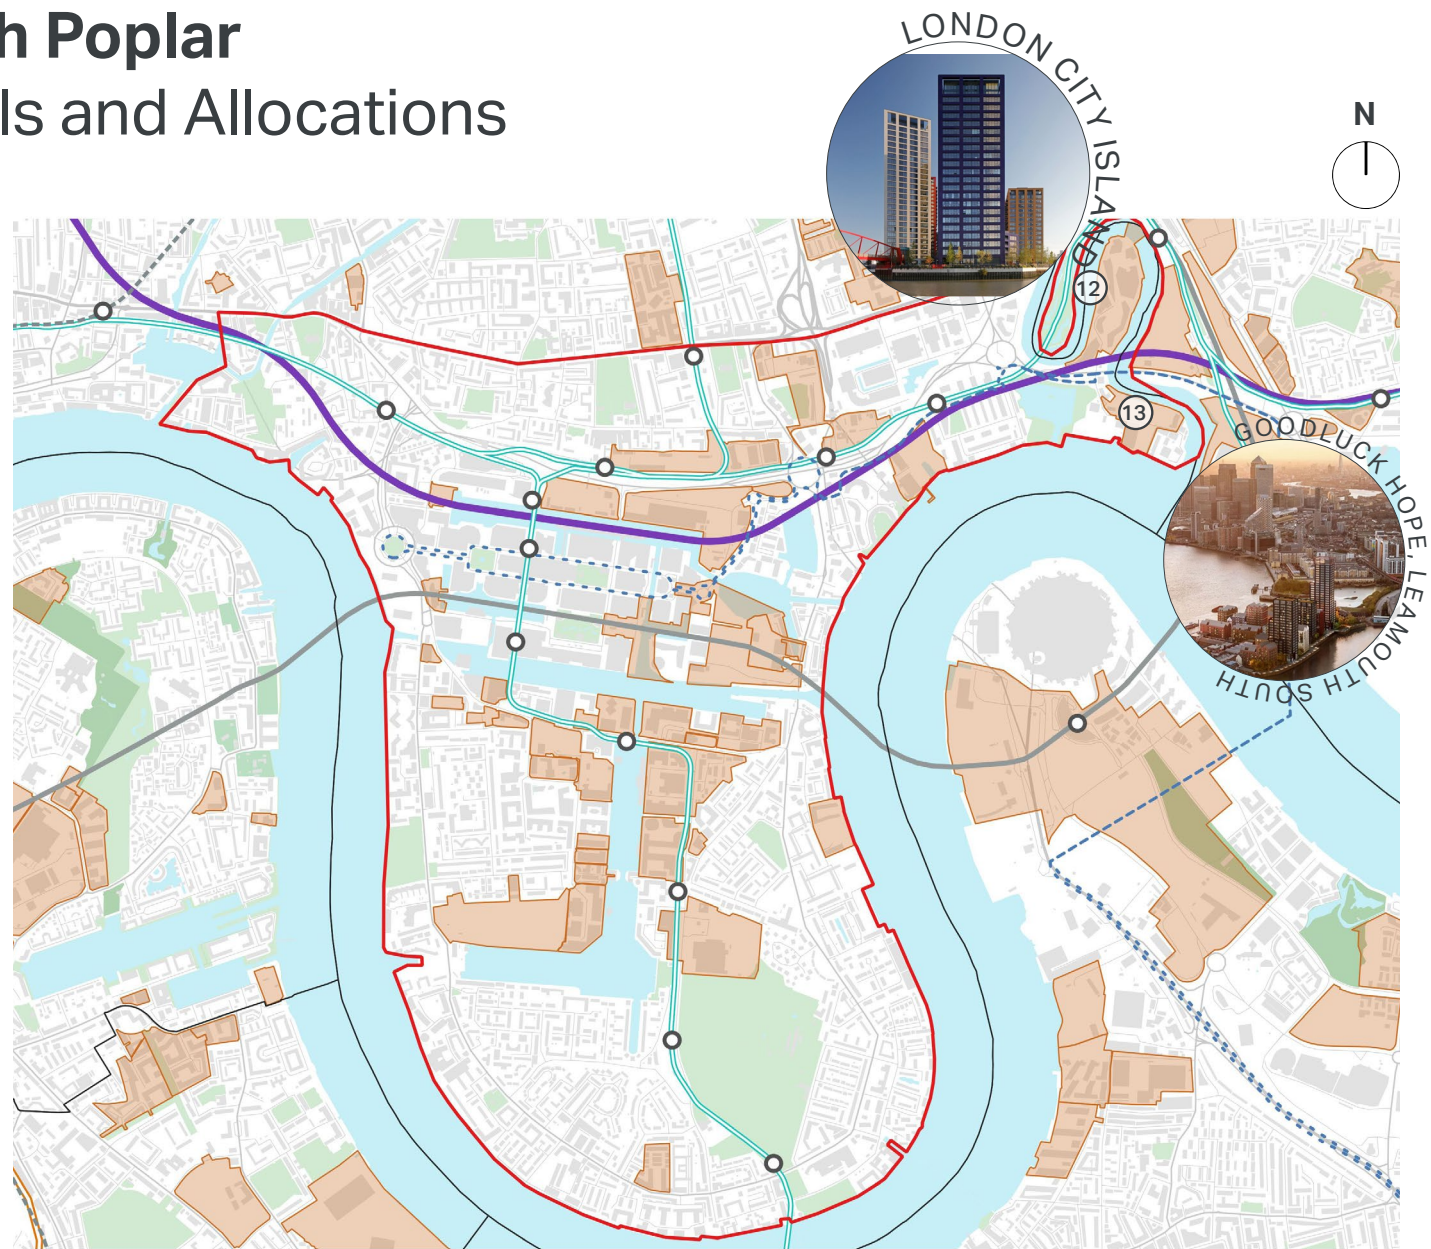 h Poplar
ls and Allocations
LONDON CITY ISLAND
N
12
13
GOODLUCK HOPE, LEAMOUTH SOUTH